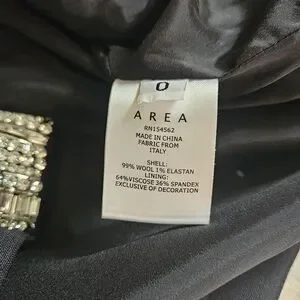 0
AREA
RN154562
MADE IN CHINA
FABRIC FROM
ITALY
SHELL:
99% WOOL 1% ELASTAN
LINING:
64%VISCOSE 36% SPANDEX
EXCLUSIVE OF DECORATION